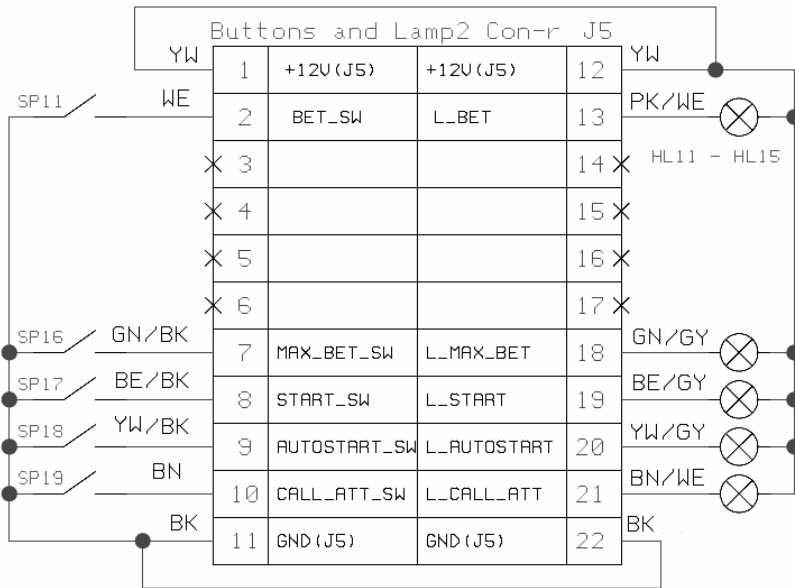 Buttons and Lamp2 Con-r J5
YW 1 +12V(J5) +12V(J5) 12 YW
SP11 WE 2 BET_SW L_BET 13 PK/WE
3 14 HL11 - HL15
4 15
5 16
6 17
SP16 GN/BK 7 MAX_BET_SW L_MAX_BET 18 GN/GY
SP17 BE/BK 8 START_SW L_START 19 BE/GY
SP18 YW/BK 9 AUTOSTART_SW L_AUTOSTART 20 YW/GY
SP19 BN 10 CALL_ATT_SW L_CALL_ATT 21 BN/WE
BK 11 GND(J5) GND(J5) 22 BK